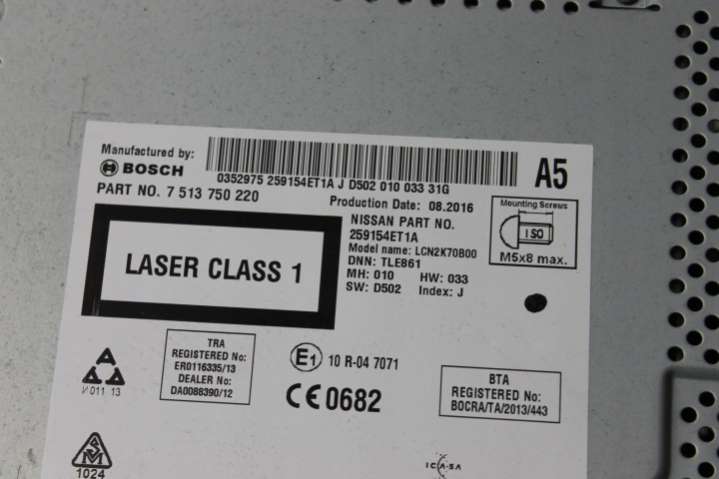 Manufactured by:
BOSCH
0352975 259154ET1A J D502 010 033 31G
A5
PART NO. 7 513 750 220
Production Date: 08.2016
NISSAN PART NO.
259154ET1A
Model name: LCN2K70B00
DNN: TLE861
MH: 010 HW: 033
SW: D502 Index: J
Mounting Screws
ISO
M5x8 max.
LASER CLASS 1
TRA
REGISTERED No:
ER0116335/13
DEALER No:
DA0088390/12
E1 10 R-04 7071
CE0682
BTA
REGISTERED No:
BOCRA/TA/2013/443
V 011 13
1024
ICASA